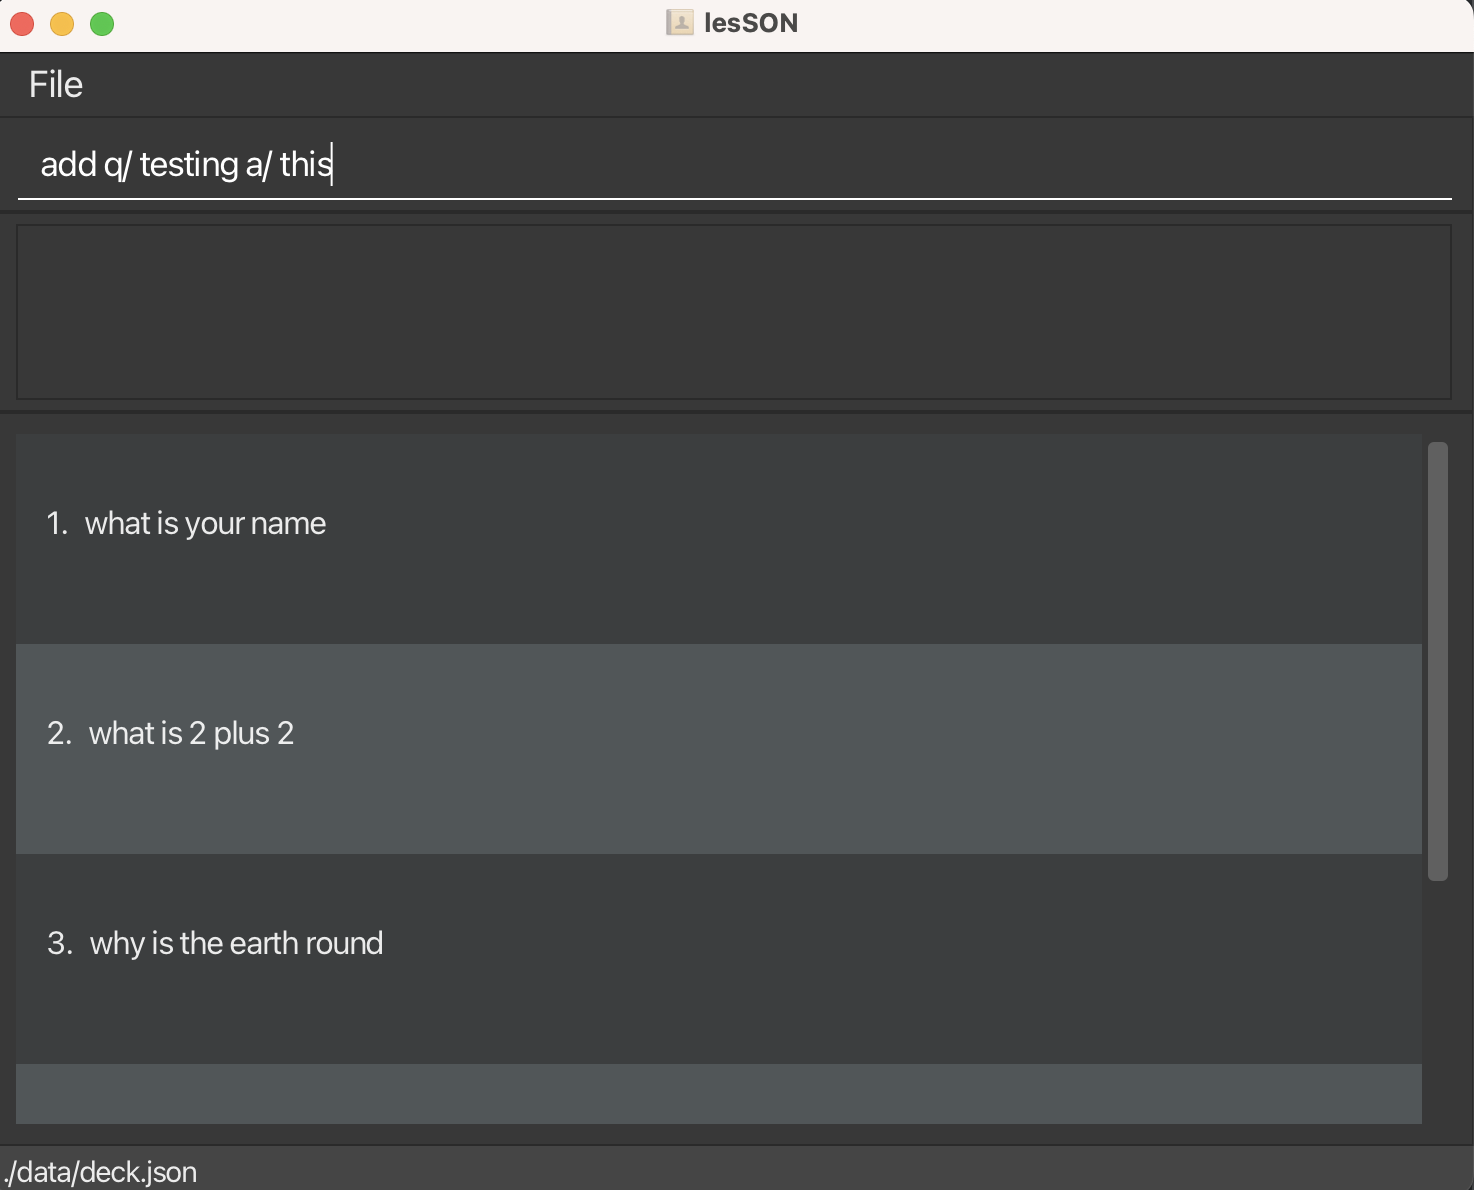 lesSON
File
add q/ testing a/ this
1. what is your name
2. what is 2 plus 2
3. why is the earth round
./data/deck.json